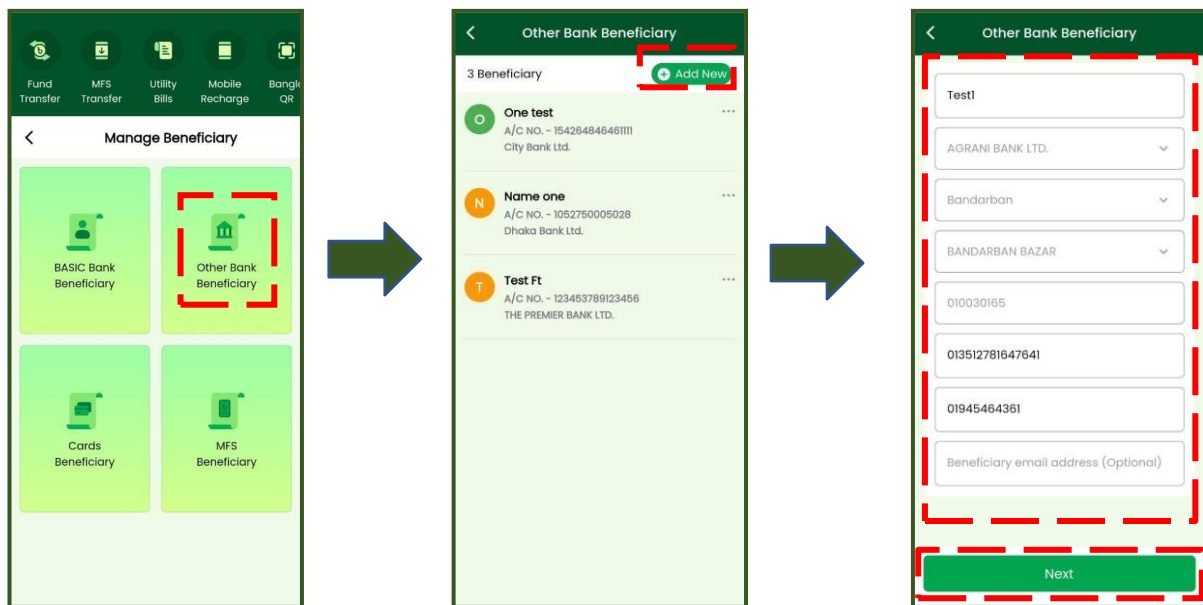 Fund
Transfer
MFS
Transfer
Utility
Bills
Mobile
Recharge
QR
Manage Beneficiary
BASIC Bank
Beneficiary
Other Bank
Beneficiary
Cards
Beneficiary
MFS
Beneficiary
Other Bank Beneficiary
3 Beneficiary
Add New
O
One test
A/C NO. - 154264846461111
City Bank Ltd.
N
Name one
A/C NO. - 1052750005028
Dhaka Bank Ltd.
T
Test Ft
A/C NO. - 123453789123456
THE PREMIER BANK LTD.
Other Bank Beneficiary
Test1
AGRANI BANK LTD.
Bandarban
BANDARBAN BAZAR
010030165
013512781647641
01945464361
Beneficiary email address (Optional)
Next